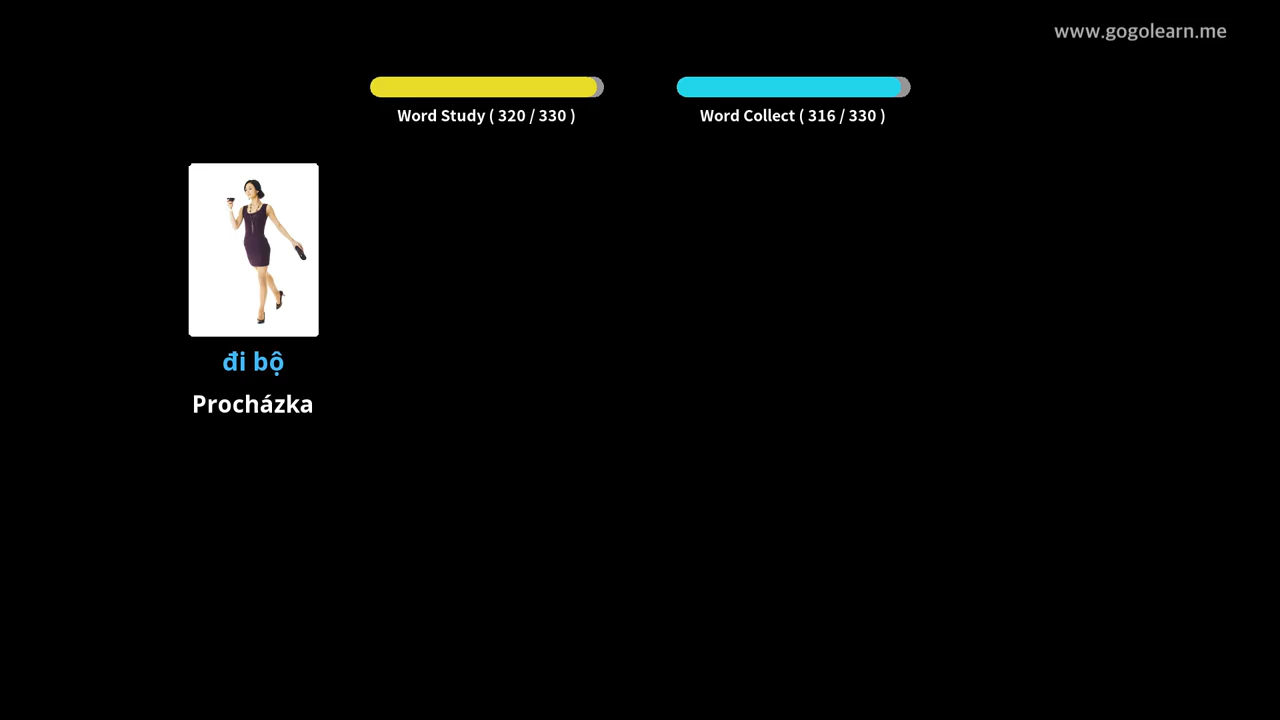 www.gogolearn.me
Word Study ( 320 / 330 )
Word Collect ( 316 / 330 )
đi bộ
Procházka